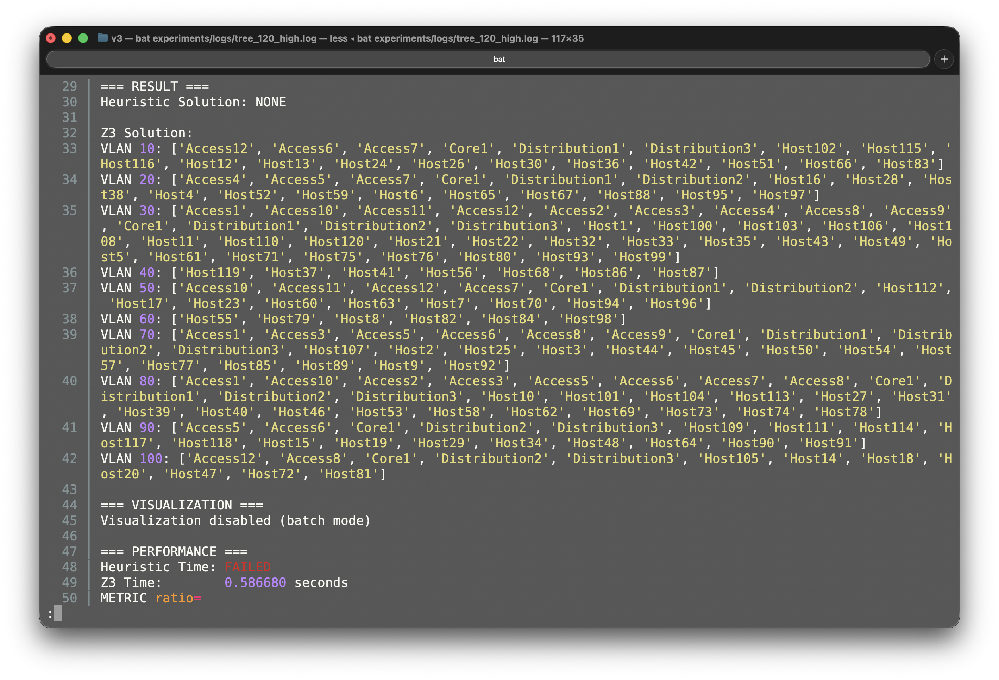 v3 — bat experiments/logs/tree_120_high.log — less ◂ bat experiments/logs/tree_120_high.log — 117×35
bat
+
29 === RESULT ===
30 Heuristic Solution: NONE
31
32 Z3 Solution:
33 VLAN 10: ['Access12', 'Access6', 'Access7', 'Core1', 'Distribution1', 'Distribution3', 'Host102', 'Host115', '
Host116', 'Host12', 'Host13', 'Host24', 'Host26', 'Host30', 'Host36', 'Host42', 'Host51', 'Host66', 'Host83']
34 VLAN 20: ['Access4', 'Access5', 'Access7', 'Core1', 'Distribution1', 'Distribution2', 'Host16', 'Host28', 'Hos
t38', 'Host4', 'Host52', 'Host59', 'Host6', 'Host65', 'Host67', 'Host88', 'Host95', 'Host97']
35 VLAN 30: ['Access1', 'Access10', 'Access11', 'Access12', 'Access2', 'Access3', 'Access4', 'Access8', 'Access9'
, 'Core1', 'Distribution1', 'Distribution2', 'Distribution3', 'Host1', 'Host100', 'Host103', 'Host106', 'Host1
08', 'Host11', 'Host110', 'Host120', 'Host21', 'Host22', 'Host32', 'Host33', 'Host35', 'Host43', 'Host49', 'Ho
st5', 'Host61', 'Host71', 'Host75', 'Host76', 'Host80', 'Host93', 'Host99']
36 VLAN 40: ['Host119', 'Host37', 'Host41', 'Host56', 'Host68', 'Host86', 'Host87']
37 VLAN 50: ['Access10', 'Access11', 'Access12', 'Access7', 'Core1', 'Distribution1', 'Distribution2', 'Host112',
'Host17', 'Host23', 'Host60', 'Host63', 'Host7', 'Host70', 'Host94', 'Host96']
38 VLAN 60: ['Host55', 'Host79', 'Host8', 'Host82', 'Host84', 'Host98']
39 VLAN 70: ['Access1', 'Access3', 'Access5', 'Access6', 'Access8', 'Access9', 'Core1', 'Distribution1', 'Distrib
ution2', 'Distribution3', 'Host107', 'Host2', 'Host25', 'Host3', 'Host44', 'Host45', 'Host50', 'Host54', 'Host
57', 'Host77', 'Host85', 'Host89', 'Host9', 'Host92']
40 VLAN 80: ['Access1', 'Access10', 'Access2', 'Access3', 'Access5', 'Access6', 'Access7', 'Access8', 'Core1', 'D
istribution1', 'Distribution2', 'Distribution3', 'Host10', 'Host101', 'Host104', 'Host113', 'Host27', 'Host31'
, 'Host39', 'Host40', 'Host46', 'Host53', 'Host58', 'Host62', 'Host69', 'Host73', 'Host74', 'Host78']
41 VLAN 90: ['Access5', 'Access6', 'Core1', 'Distribution2', 'Distribution3', 'Host109', 'Host111', 'Host114', 'H
ost117', 'Host118', 'Host15', 'Host19', 'Host29', 'Host34', 'Host48', 'Host64', 'Host90', 'Host91']
42 VLAN 100: ['Access12', 'Access8', 'Core1', 'Distribution2', 'Distribution3', 'Host105', 'Host14', 'Host18', 'H
ost20', 'Host47', 'Host72', 'Host81']
43
44 === VISUALIZATION ===
45 Visualization disabled (batch mode)
46
47 === PERFORMANCE ===
48 Heuristic Time: FAILED
49 Z3 Time:        0.586680 seconds
50 METRIC ratio=
: